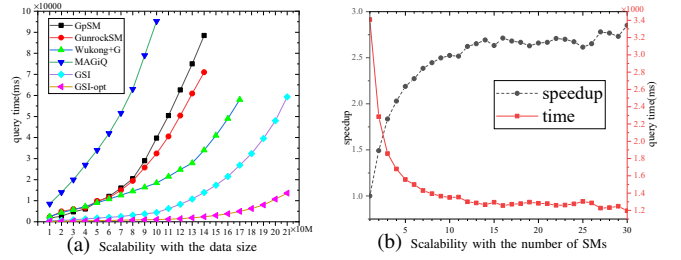 ×10000
10
9
8
7
6
5
4
3
2
1
0
query time(ms)
GpSM
GunrockSM
Wukong+G
MAGiQ
GSI
GSI-opt
1 2 3 4 5 6 7 8 9 10 11 12 13 14 15 16 17 18 19 20 21 ×10M
(a) Scalability with the data size
3.0
2.5
2.0
1.5
1.0
speedup
speedup
time
×1000
3.4
3.2
3.0
2.8
2.6
2.4
2.2
2.0
1.8
1.6
1.4
1.2
query time(ms)
5 10 15 20 25 30
(b) Scalability with the number of SMs